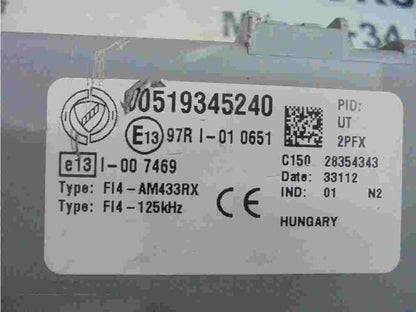 00519345240
E13 97R I-01 0651
e13 I-00 7469
Type: FI4-AM433RX
Type: FI4-125kHz
CE
PID:
UT
2PFX
C150 28354343
Date: 33112
IND: 01 N2
HUNGARY